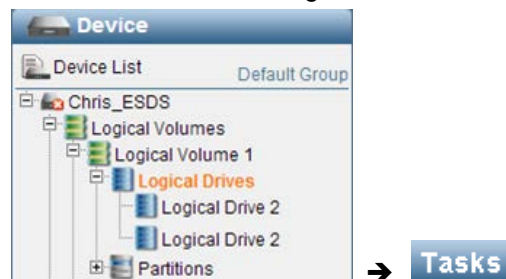 Device
Device List Default Group
Chris_ESDS
Logical Volumes
Logical Volume 1
Logical Drives
Logical Drive 2
Logical Drive 2
Partitions
➔ Tasks